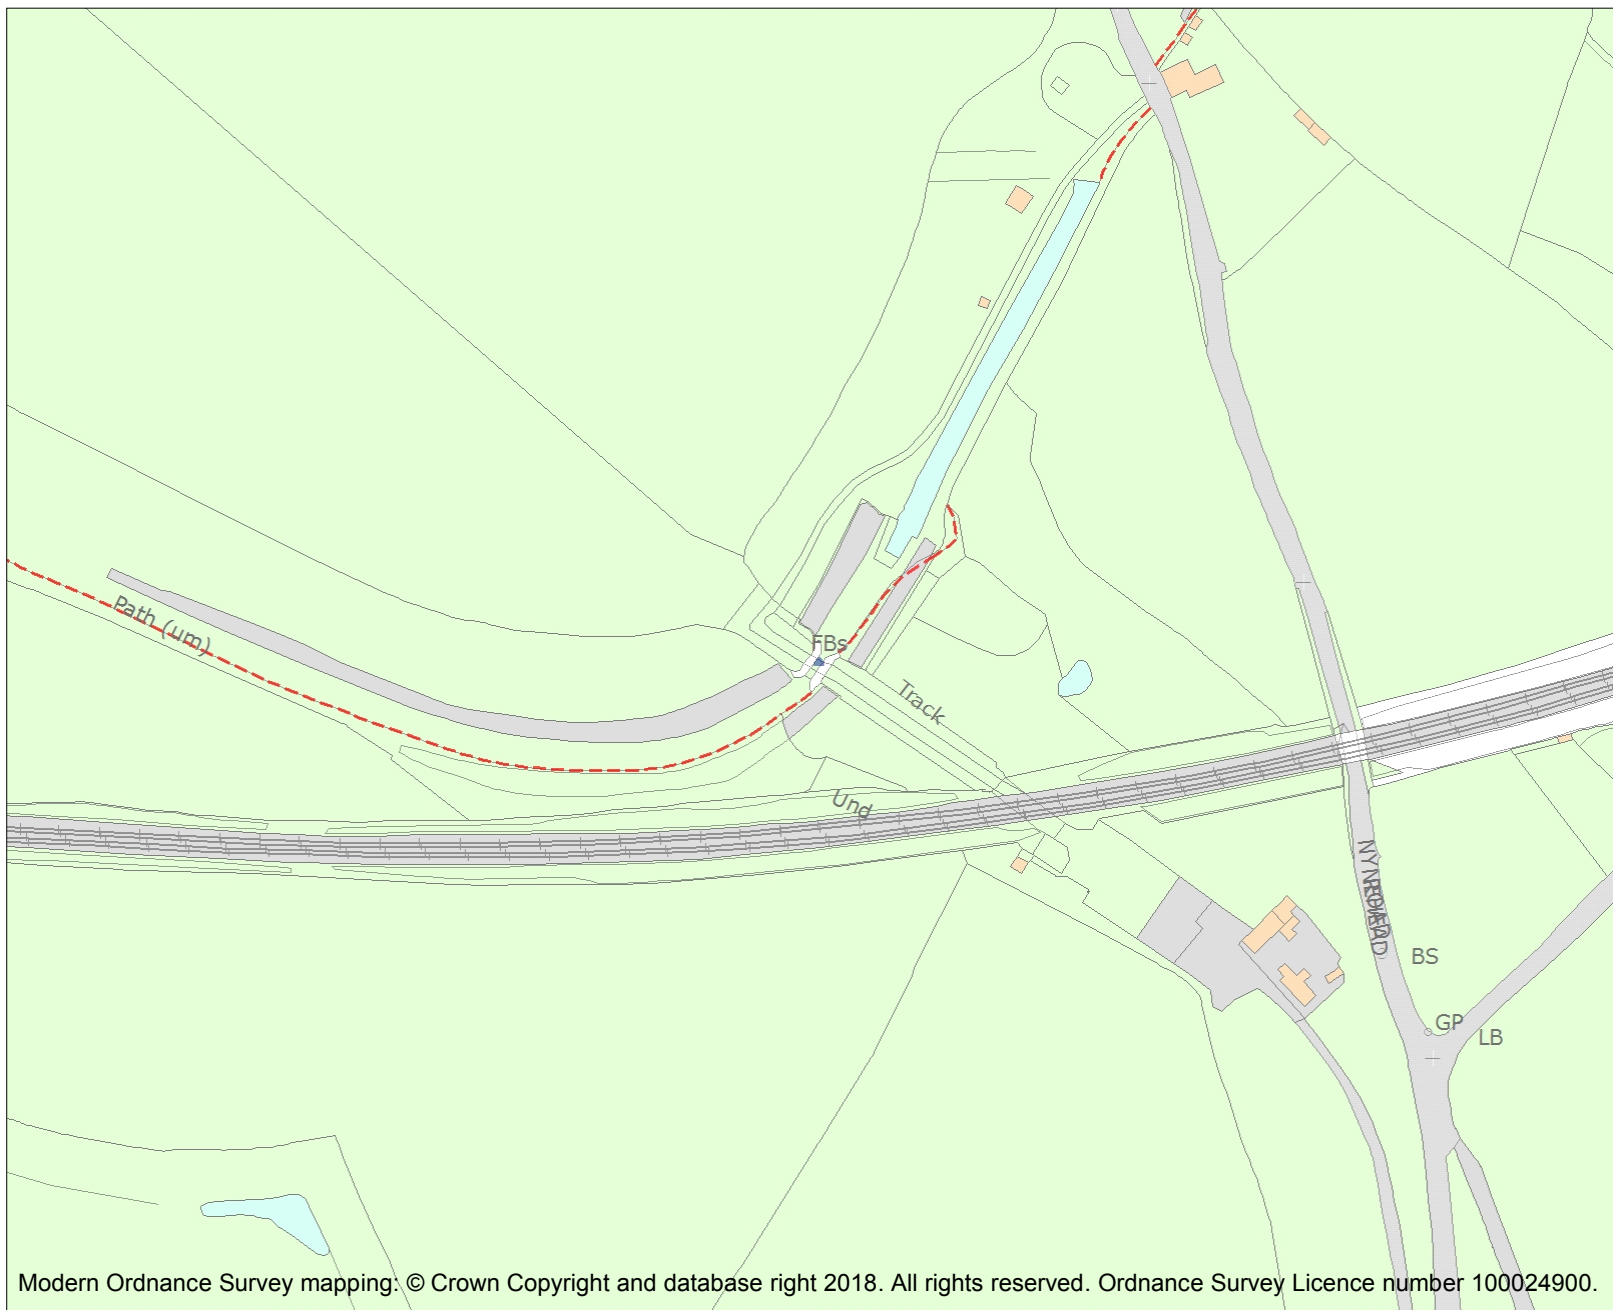 Path (um)
FBs
Track
Und
BS
GP
LB
Modern Ordnance Survey mapping: © Crown Copyright and database right 2018. All rights reserved. Ordnance Survey Licence number 100024900.